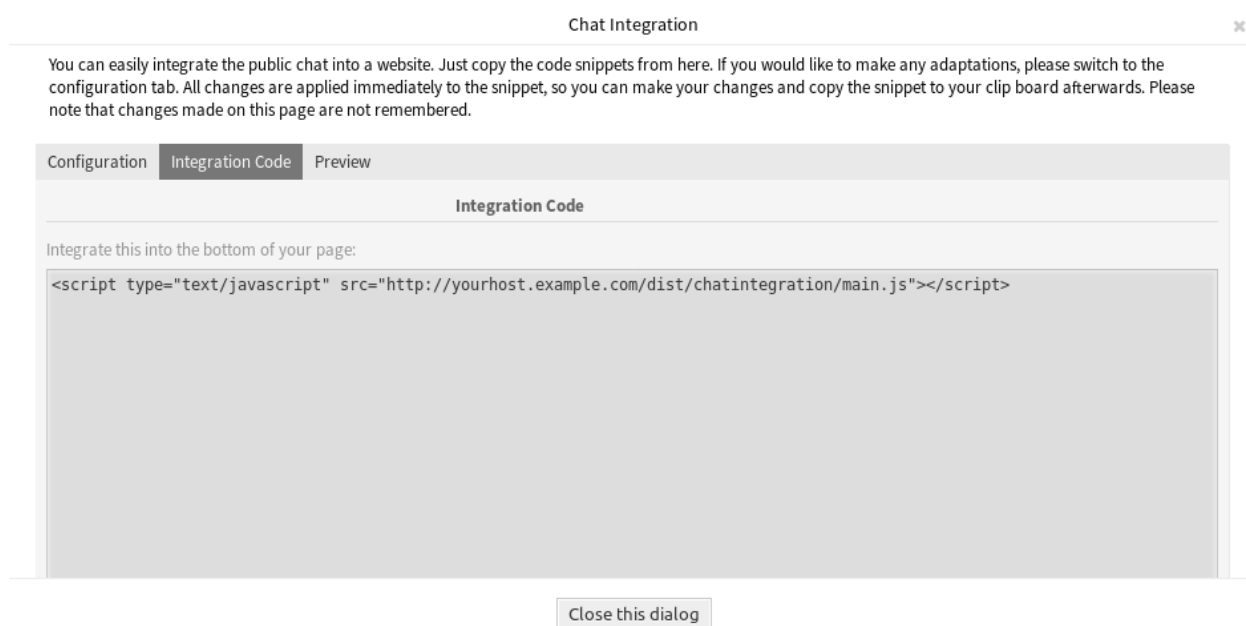 Chat Integration
You can easily integrate the public chat into a website. Just copy the code snippets from here. If you would like to make any adaptations, please switch to the
configuration tab. All changes are applied immediately to the snippet, so you can make your changes and copy the snippet to your clip board afterwards. Please
note that changes made on this page are not remembered.
Configuration Integration Code Preview
Integration Code
Integrate this into the bottom of your page:
<script type="text/javascript" src="http://yourhost.example.com/dist/chatintegration/main.js"></script>
Close this dialog